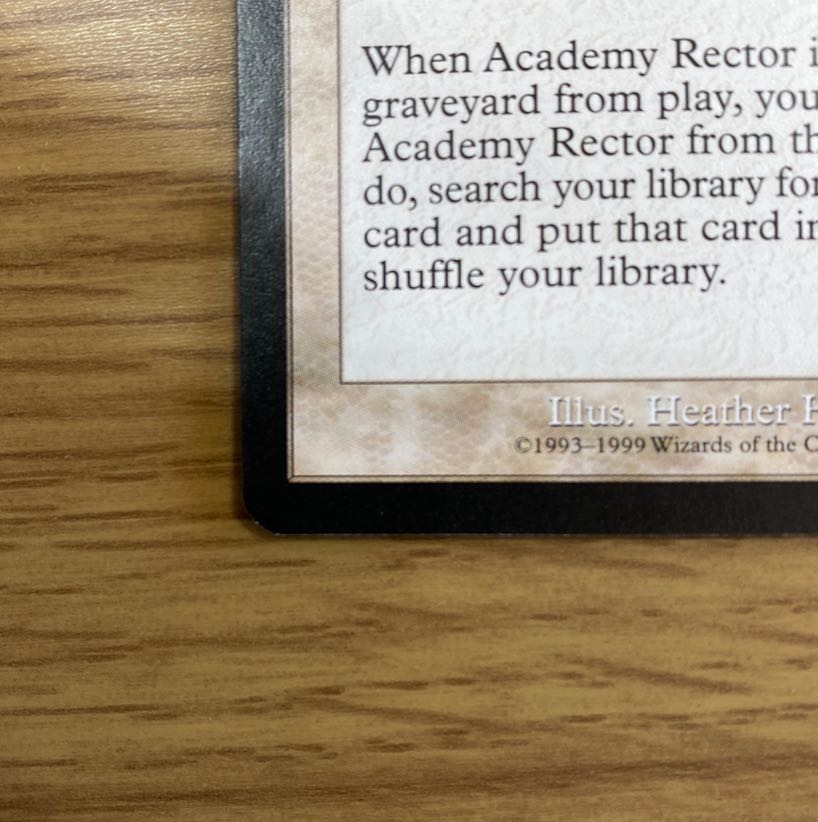 When Academy Rector i
graveyard from play, you
Academy Rector from th
do, search your library for
card and put that card in
shuffle your library.
Illus. Heather H
©1993–1999 Wizards of the C